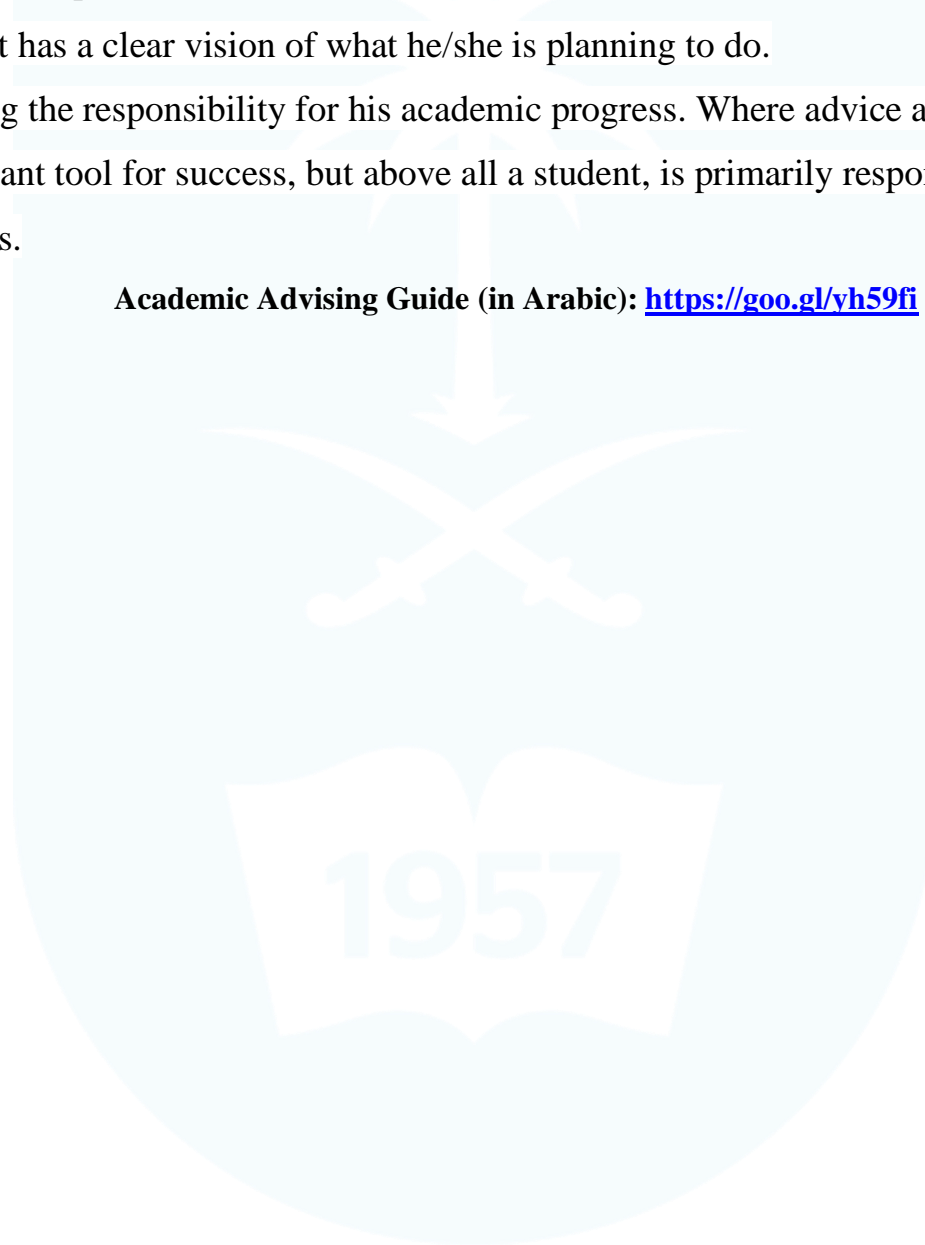 t has a clear vision of what he/she is planning to do.
g the responsibility for his academic progress. Where advice a
ant tool for success, but above all a student, is primarily respon
s.
Academic Advising Guide (in Arabic): https://goo.gl/yh59fi
1957